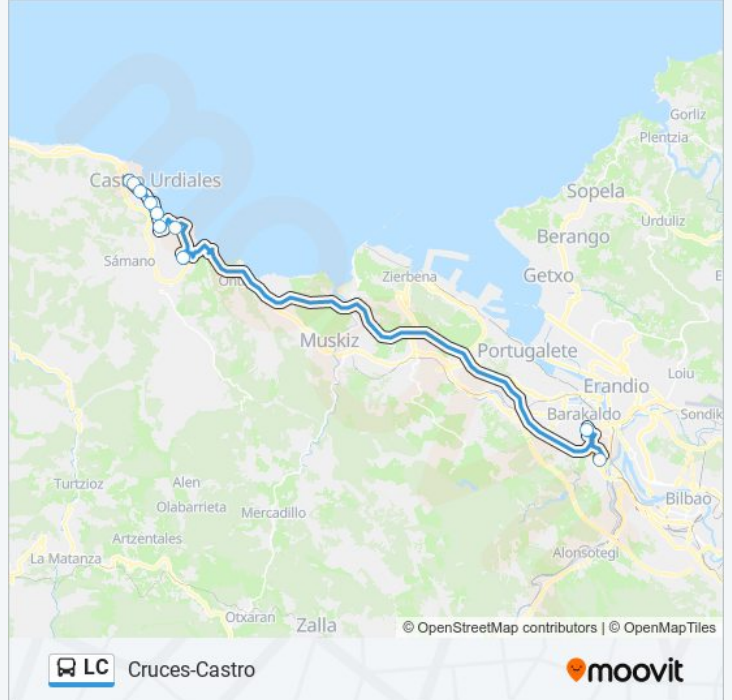 Gorliz
Plentzia
Castro Urdiales
Sopela
Urduliz
Berango
Sámano
Getxo
Zierbena
Muskiz
Portugalete
Loiu
Erandio
Barakaldo
Sondik
Turtzioz
Alen
Olabarrieta
Mercadillo
Bilbao
Artzentales
La Matanza
Alonsotegi
Otxaran
Zalla
© OpenStreetMap contributors | © OpenMapTiles
LC Cruces-Castro
moovit